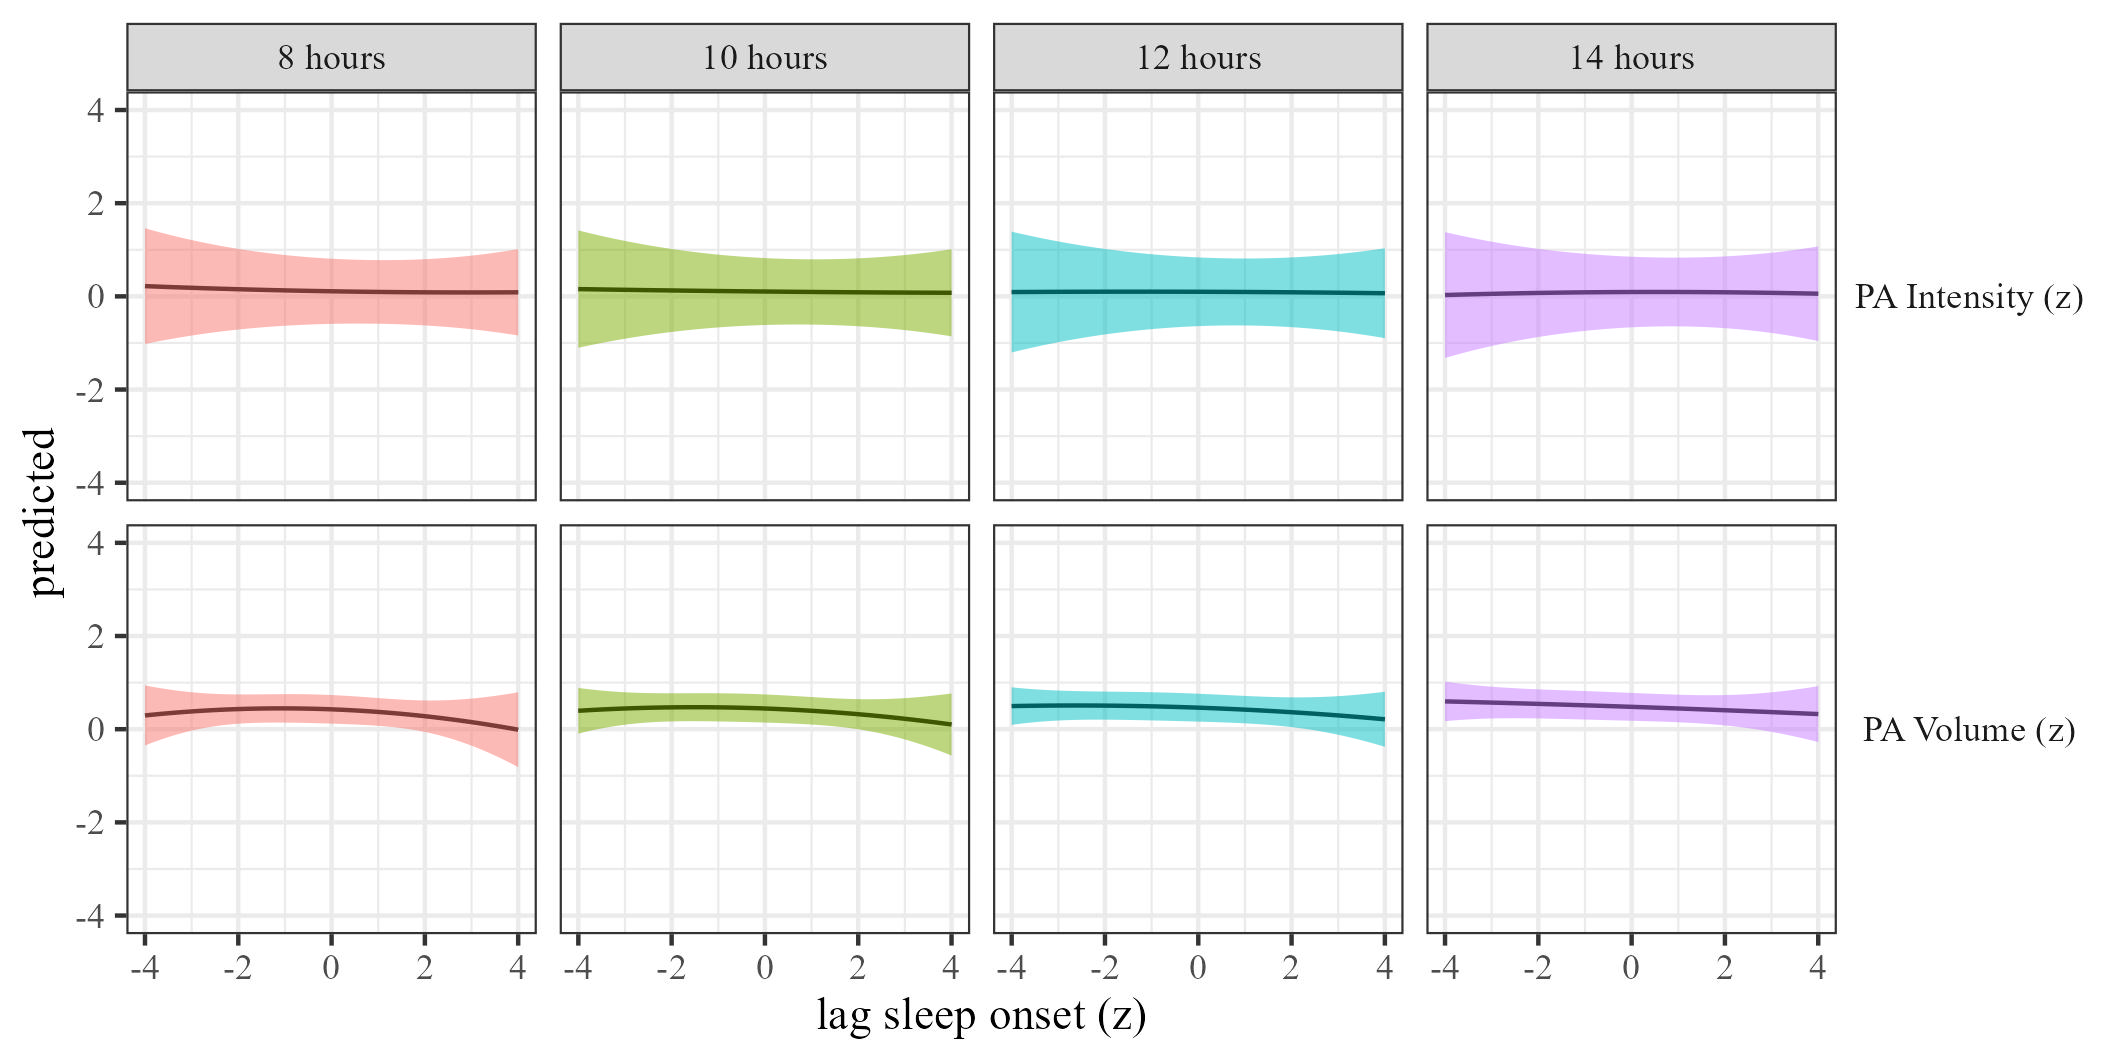 8 hours 10 hours 12 hours 14 hours
4
2
0
-2
-4
PA Intensity (z)
predicted
4
2
0
-2
-4
PA Volume (z)
-4 -2 0 2 4 -4 -2 0 2 4 -4 -2 0 2 4 -4 -2 0 2 4
lag sleep onset (z)